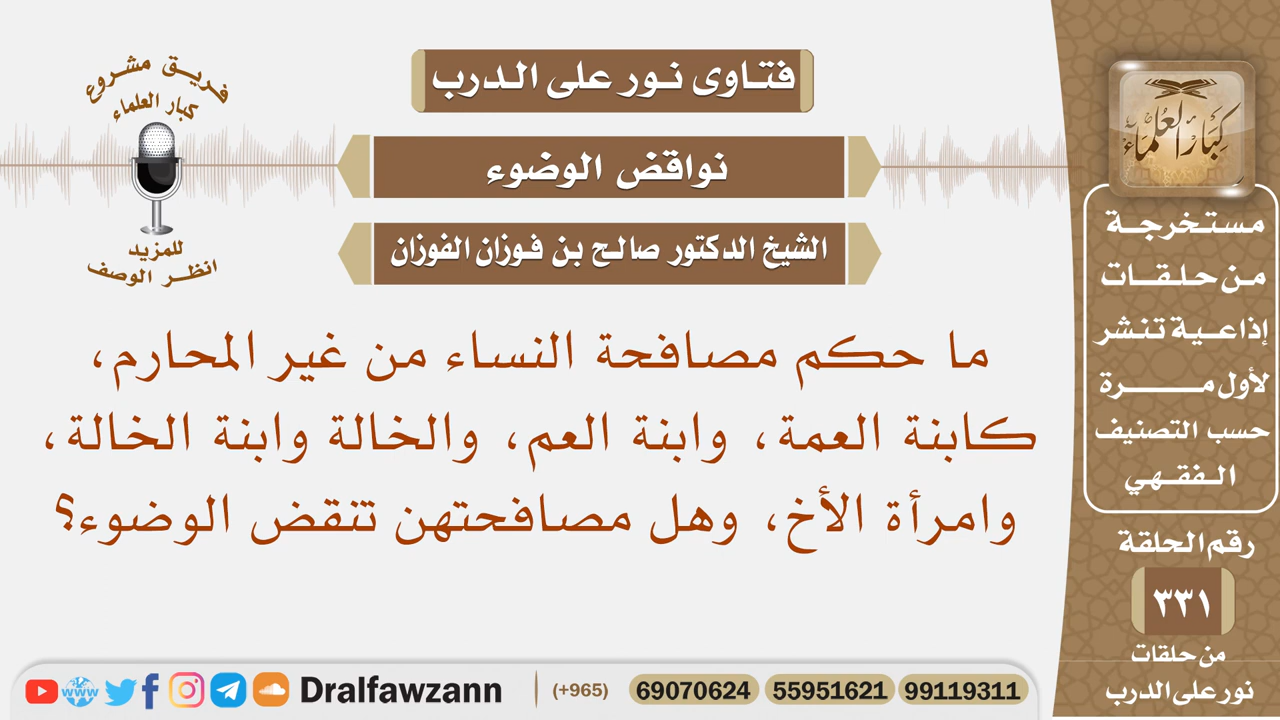 فتاوى نور على الدرب
نواقض الوضوء
الشيخ الدكتور صالح بن فوزان الفوزان
ما حكم مصافحة النساء من غير المحارم،
كابنة العمة، وابنة العم، والخالة وابنة الخالة،
وامرأة الأخ، وهل مصافحتهن تنقض الوضوء؟
فريق مشروع
كبار العلماء
للمزيد
انظر الوصف
كبار العلماء
مستخرجة
من حلقات
إذاعية تنشر
لأول مرة
حسب التصنيف
الفقهي
رقم الحلقة
٣٣١
من حلقات
نور على الدرب
www
Dralfawzann
(+965)
69070624
55951621
99119311